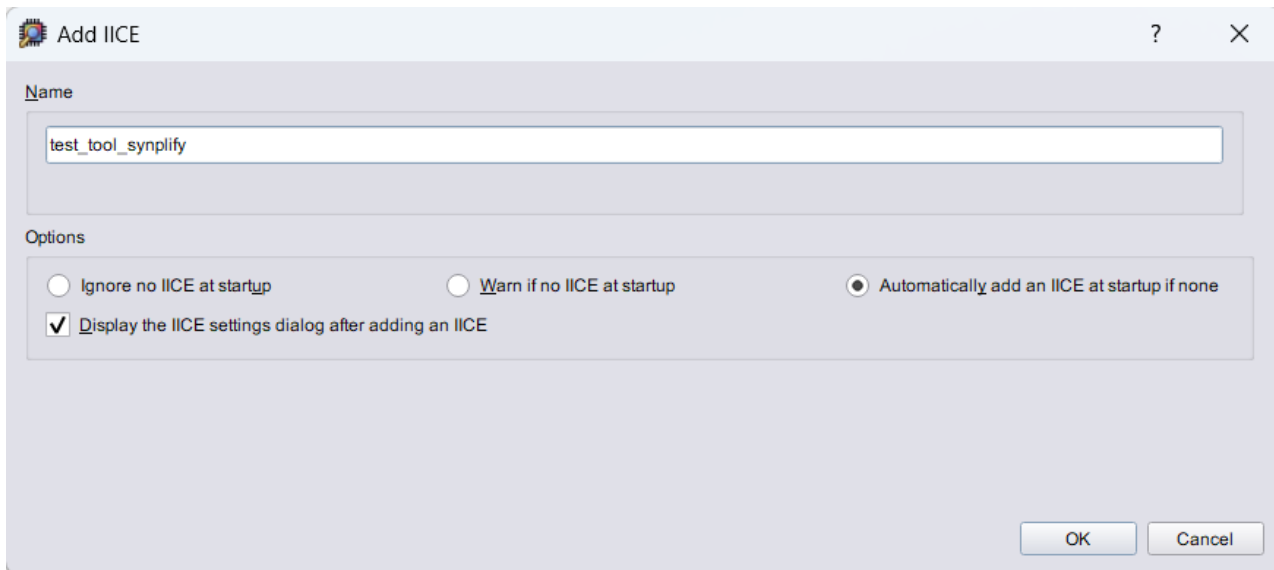 Add IICE ?
Name
test_tool_synplify
Options
Ignore no IICE at startup Warn if no IICE at startup Automatically add an IICE at startup if none
Display the IICE settings dialog after adding an IICE
OK Cancel